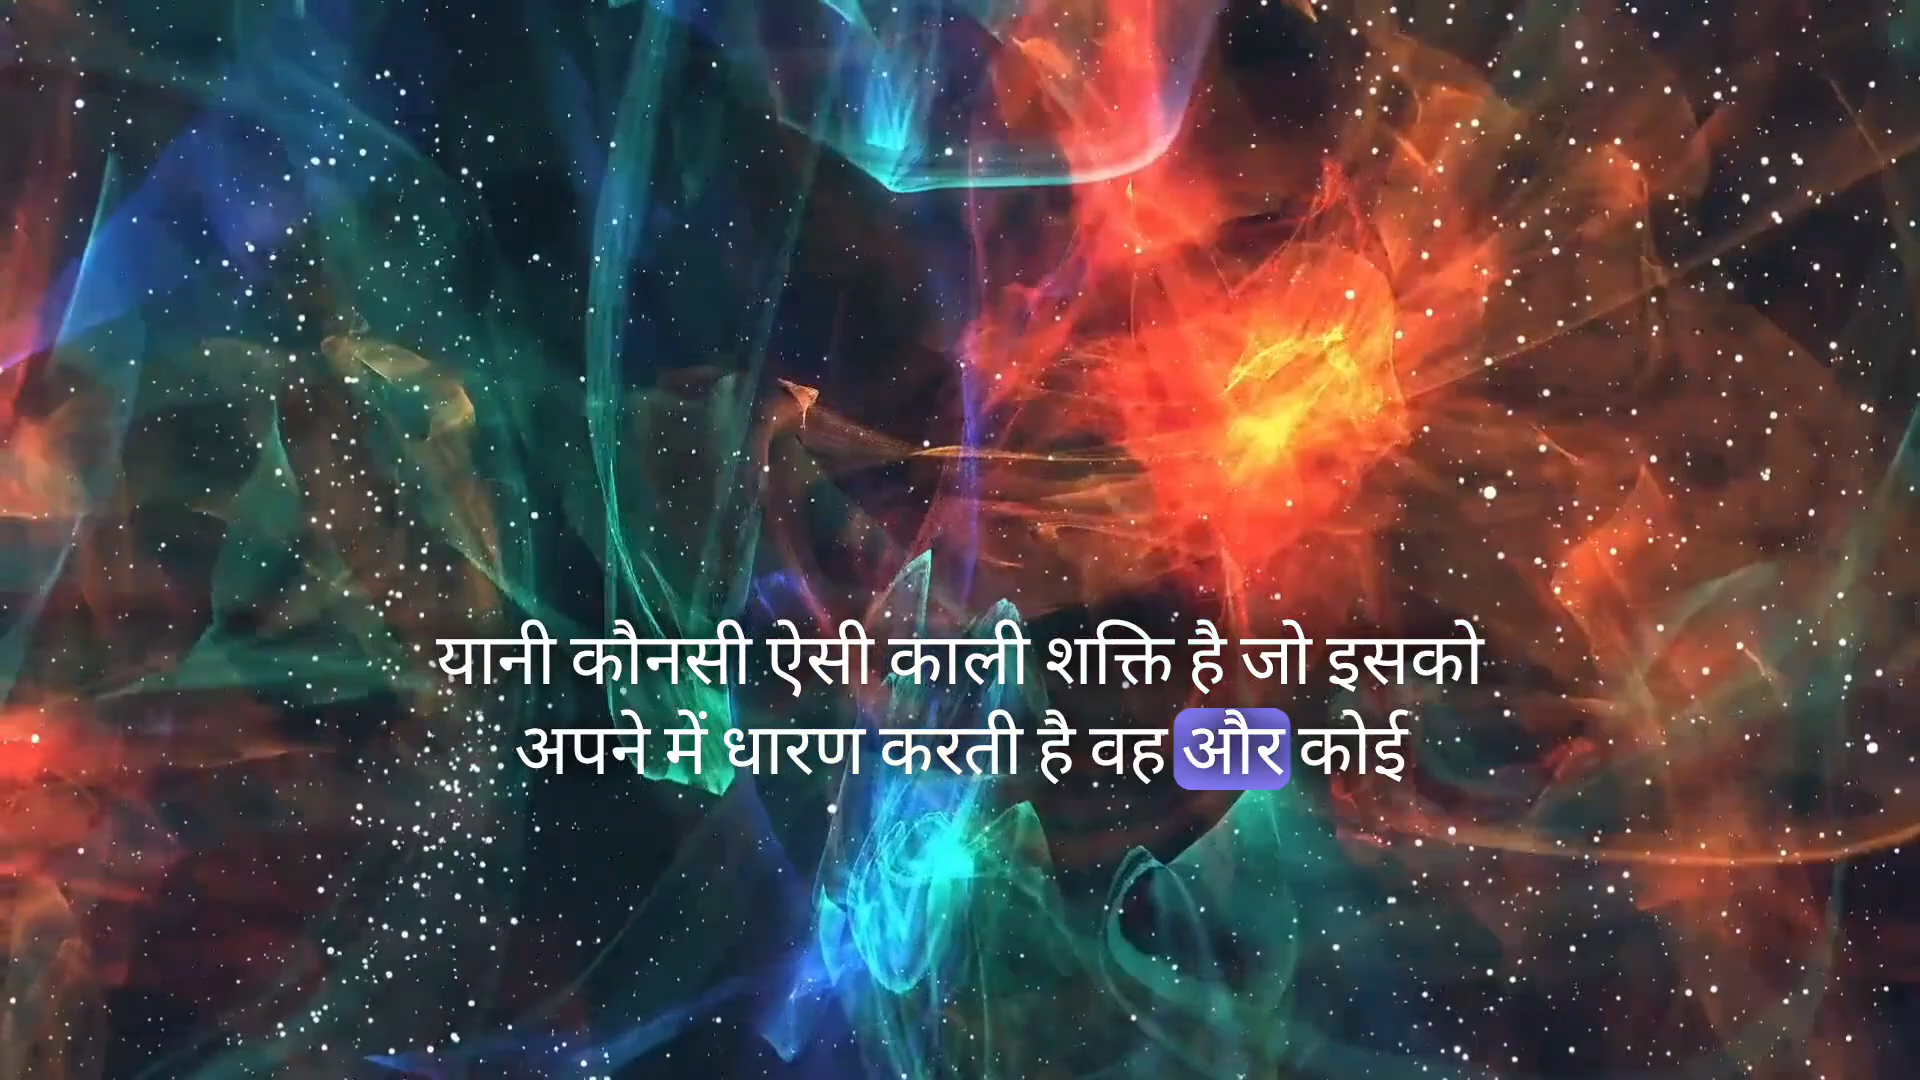 यानी कौनसी ऐसी काली शक्ति है जो इसको
अपने में धारण करती है वह और कोई